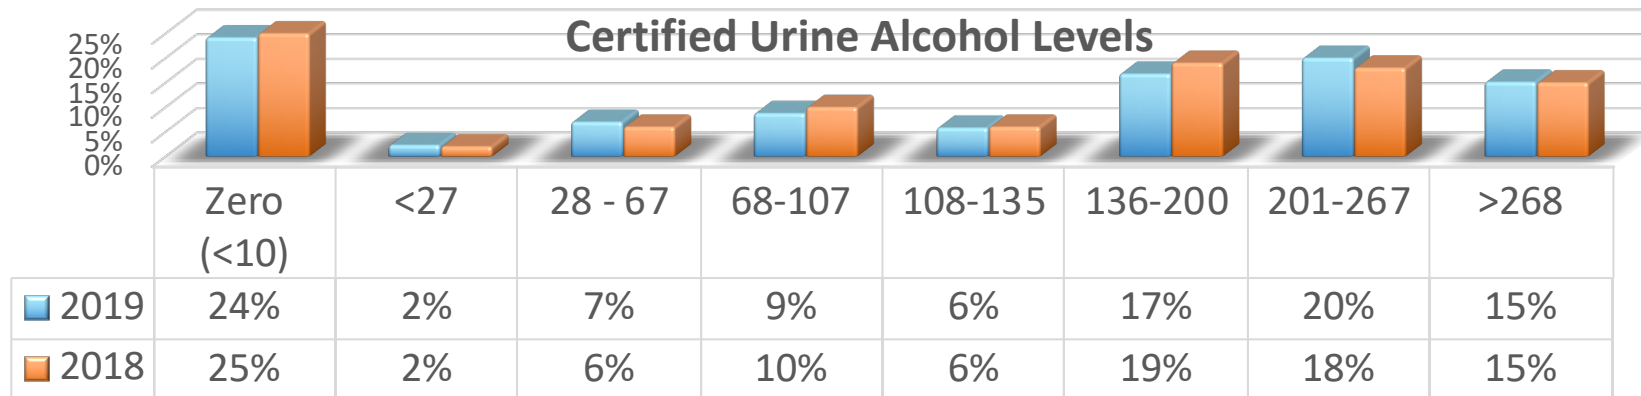 Certified Urine Alcohol Levels
25%
20%
15%
10%
5%
0%
Zero (<10) <27 28 - 67 68-107 108-135 136-200 201-267 >268
2019 24% 2% 7% 9% 6% 17% 20% 15%
2018 25% 2% 6% 10% 6% 19% 18% 15%